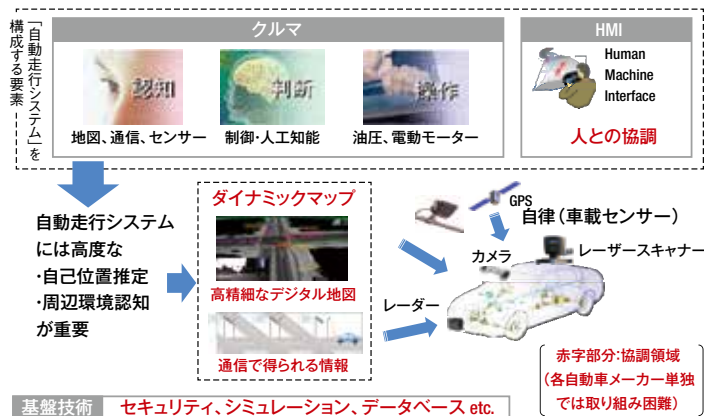 「自動走行システム」を
構成する要素
クルマ
認知
判断
操作
地図、通信、センサー
制御・人工知能
油圧、電動モーター
HMI
Human
Machine
Interface
人との協調
自動走行システム
には高度な
・自己位置推定
・周辺環境認知
が重要
ダイナミックマップ
高精細なデジタル地図
通信で得られる情報
GPS
自律（車載センサー）
カメラ
レーザースキャナー
レーダー
赤字部分：協調領域
（各自動車メーカー単独
では取り組み困難）
基盤技術
セキュリティ、シミュレーション、データベース etc.